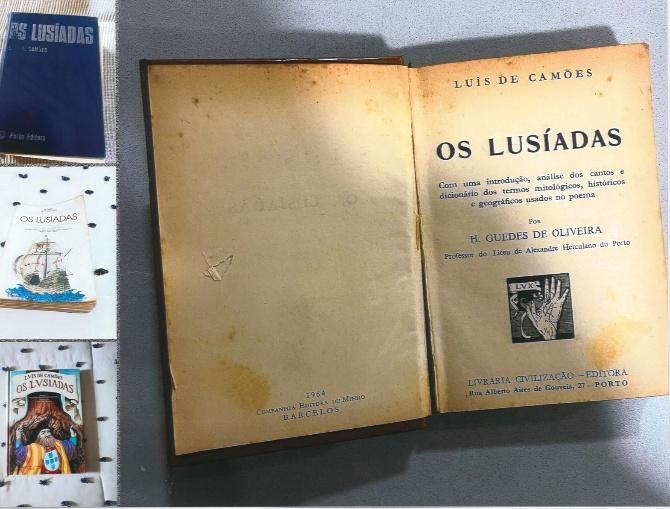 OS LUSÍADAS
CAMÕES
Porto Editora
OS LUSIADAS
LUÍS DE CAMÕES
OS LVSIADAS
1964
COMPANHIA EDITORA DO MINHO
BARCELOS
LUÍS DE CAMÕES
OS LUSÍADAS
Com uma introdução, análise dos cantos e
dicionário dos termos mitológicos, históricos
e geográficos usados no poema
POR
H. GUEDES DE OLIVEIRA
Professor do Liceu de Alexandre Herculano do Porto
LVX
LIVRARIA CIVILIZAÇÃO — EDITORA
Rua Alberto Aires de Gouveia, 27 — PORTO